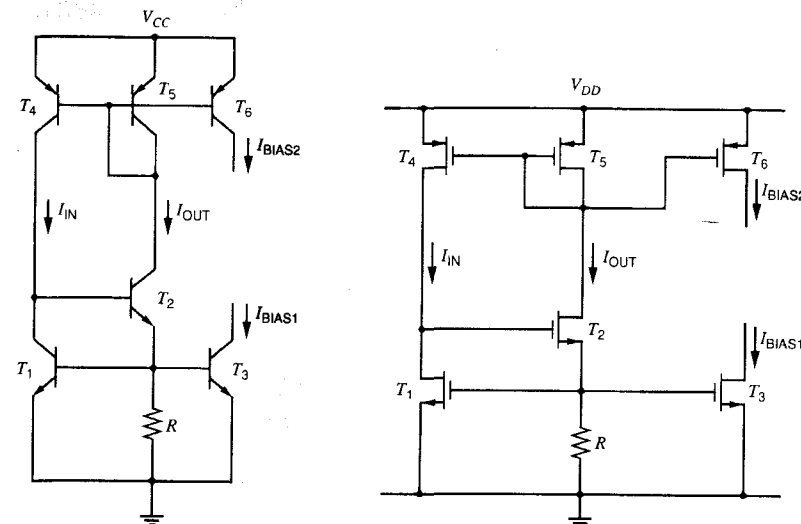 V_CC
T_4
T_5
T_6
I_BIAS2
I_IN
I_OUT
T_2
I_BIAS1
T_1
T_3
R
V_DD
T_4
T_5
T_6
I_BIAS2
I_IN
I_OUT
T_2
I_BIAS1
T_1
T_3
R